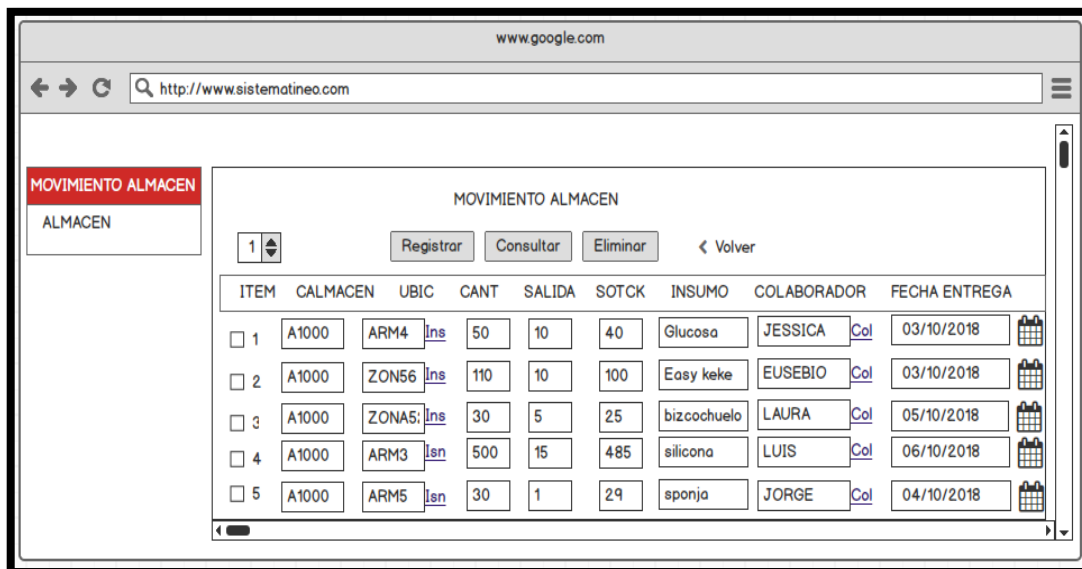 www.google.com
http://www.sistematineo.com
MOVIMIENTO ALMACEN
ALMACEN
MOVIMIENTO ALMACEN
1 Registrar Consultar Eliminar Volver
ITEM CALMACEN UBIC CANT SALIDA SOTCK INSUMO COLABORADOR FECHA ENTREGA
1 A1000 ARM4 Ins 50 10 40 Glucosa JESSICA Col 03/10/2018
2 A1000 ZON56 Ins 110 10 100 Easy keke EUSEBIO Col 03/10/2018
3 A1000 ZONA5 Ins 30 5 25 bizcochuelo LAURA Col 05/10/2018
4 A1000 ARM3 Isn 500 15 485 silicona LUIS Col 06/10/2018
5 A1000 ARM5 Isn 30 1 29 sponja JORGE Col 04/10/2018